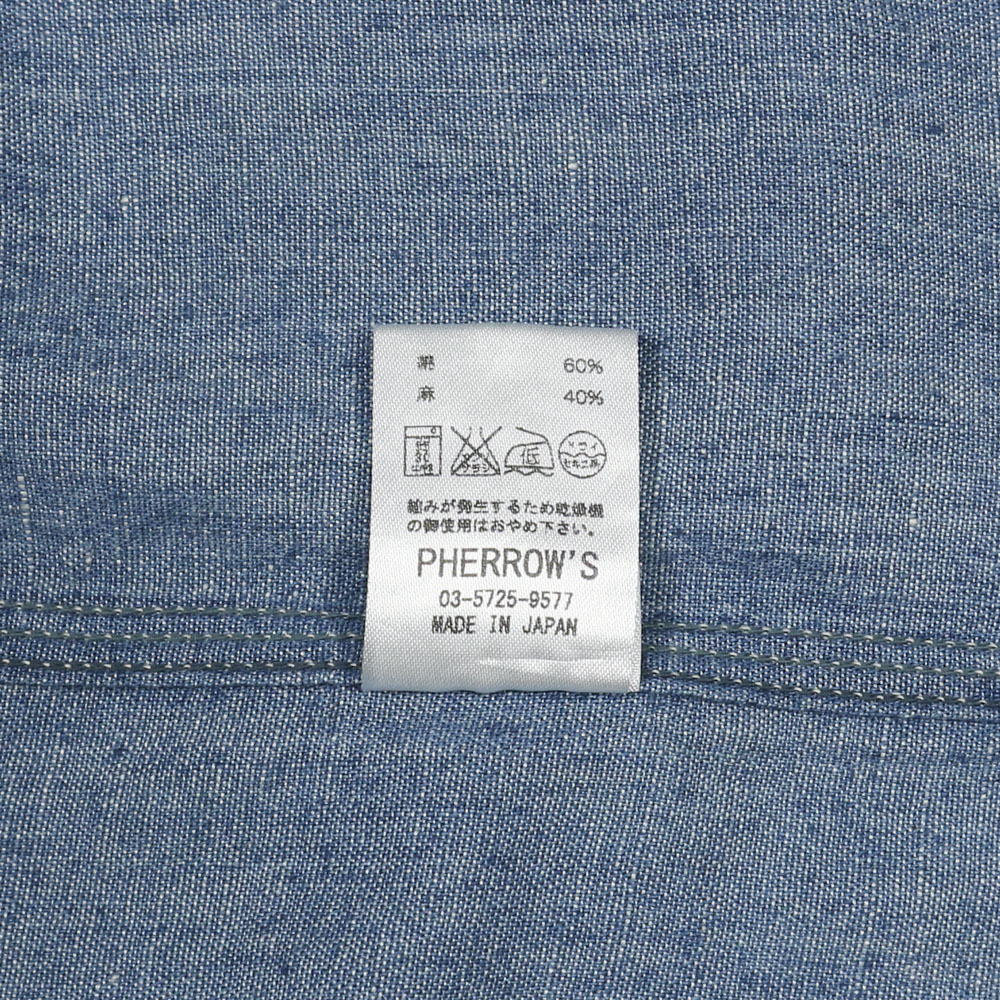 綿 60%
麻 40%
低
縮みが発生するため乾燥機
の御使用はおやめ下さい。
PHERROW'S
03-5725-9577
MADE IN JAPAN